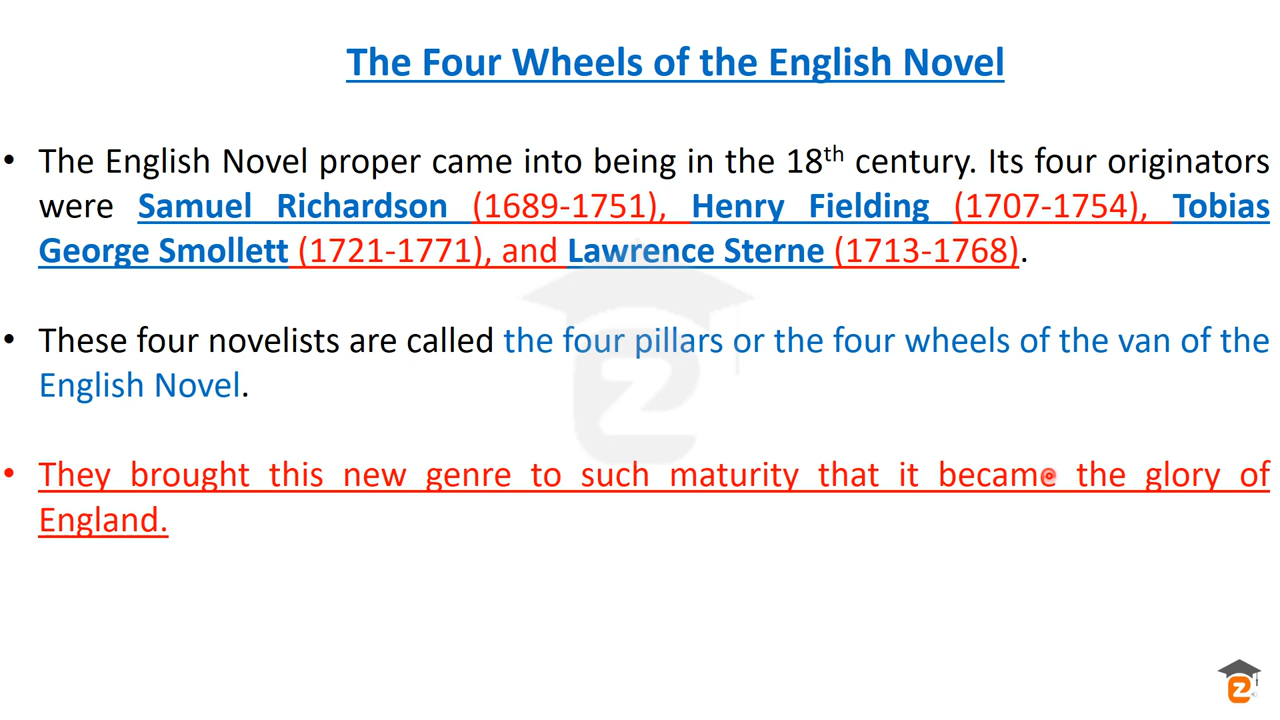 The Four Wheels of the English Novel
• The English Novel proper came into being in the 18th century. Its four originators
were Samuel Richardson (1689-1751), Henry Fielding (1707-1754), Tobias
George Smollett (1721-1771), and Lawrence Sterne (1713-1768).
• These four novelists are called the four pillars or the four wheels of the van of the
English Novel.
• They brought this new genre to such maturity that it became the glory of
England.